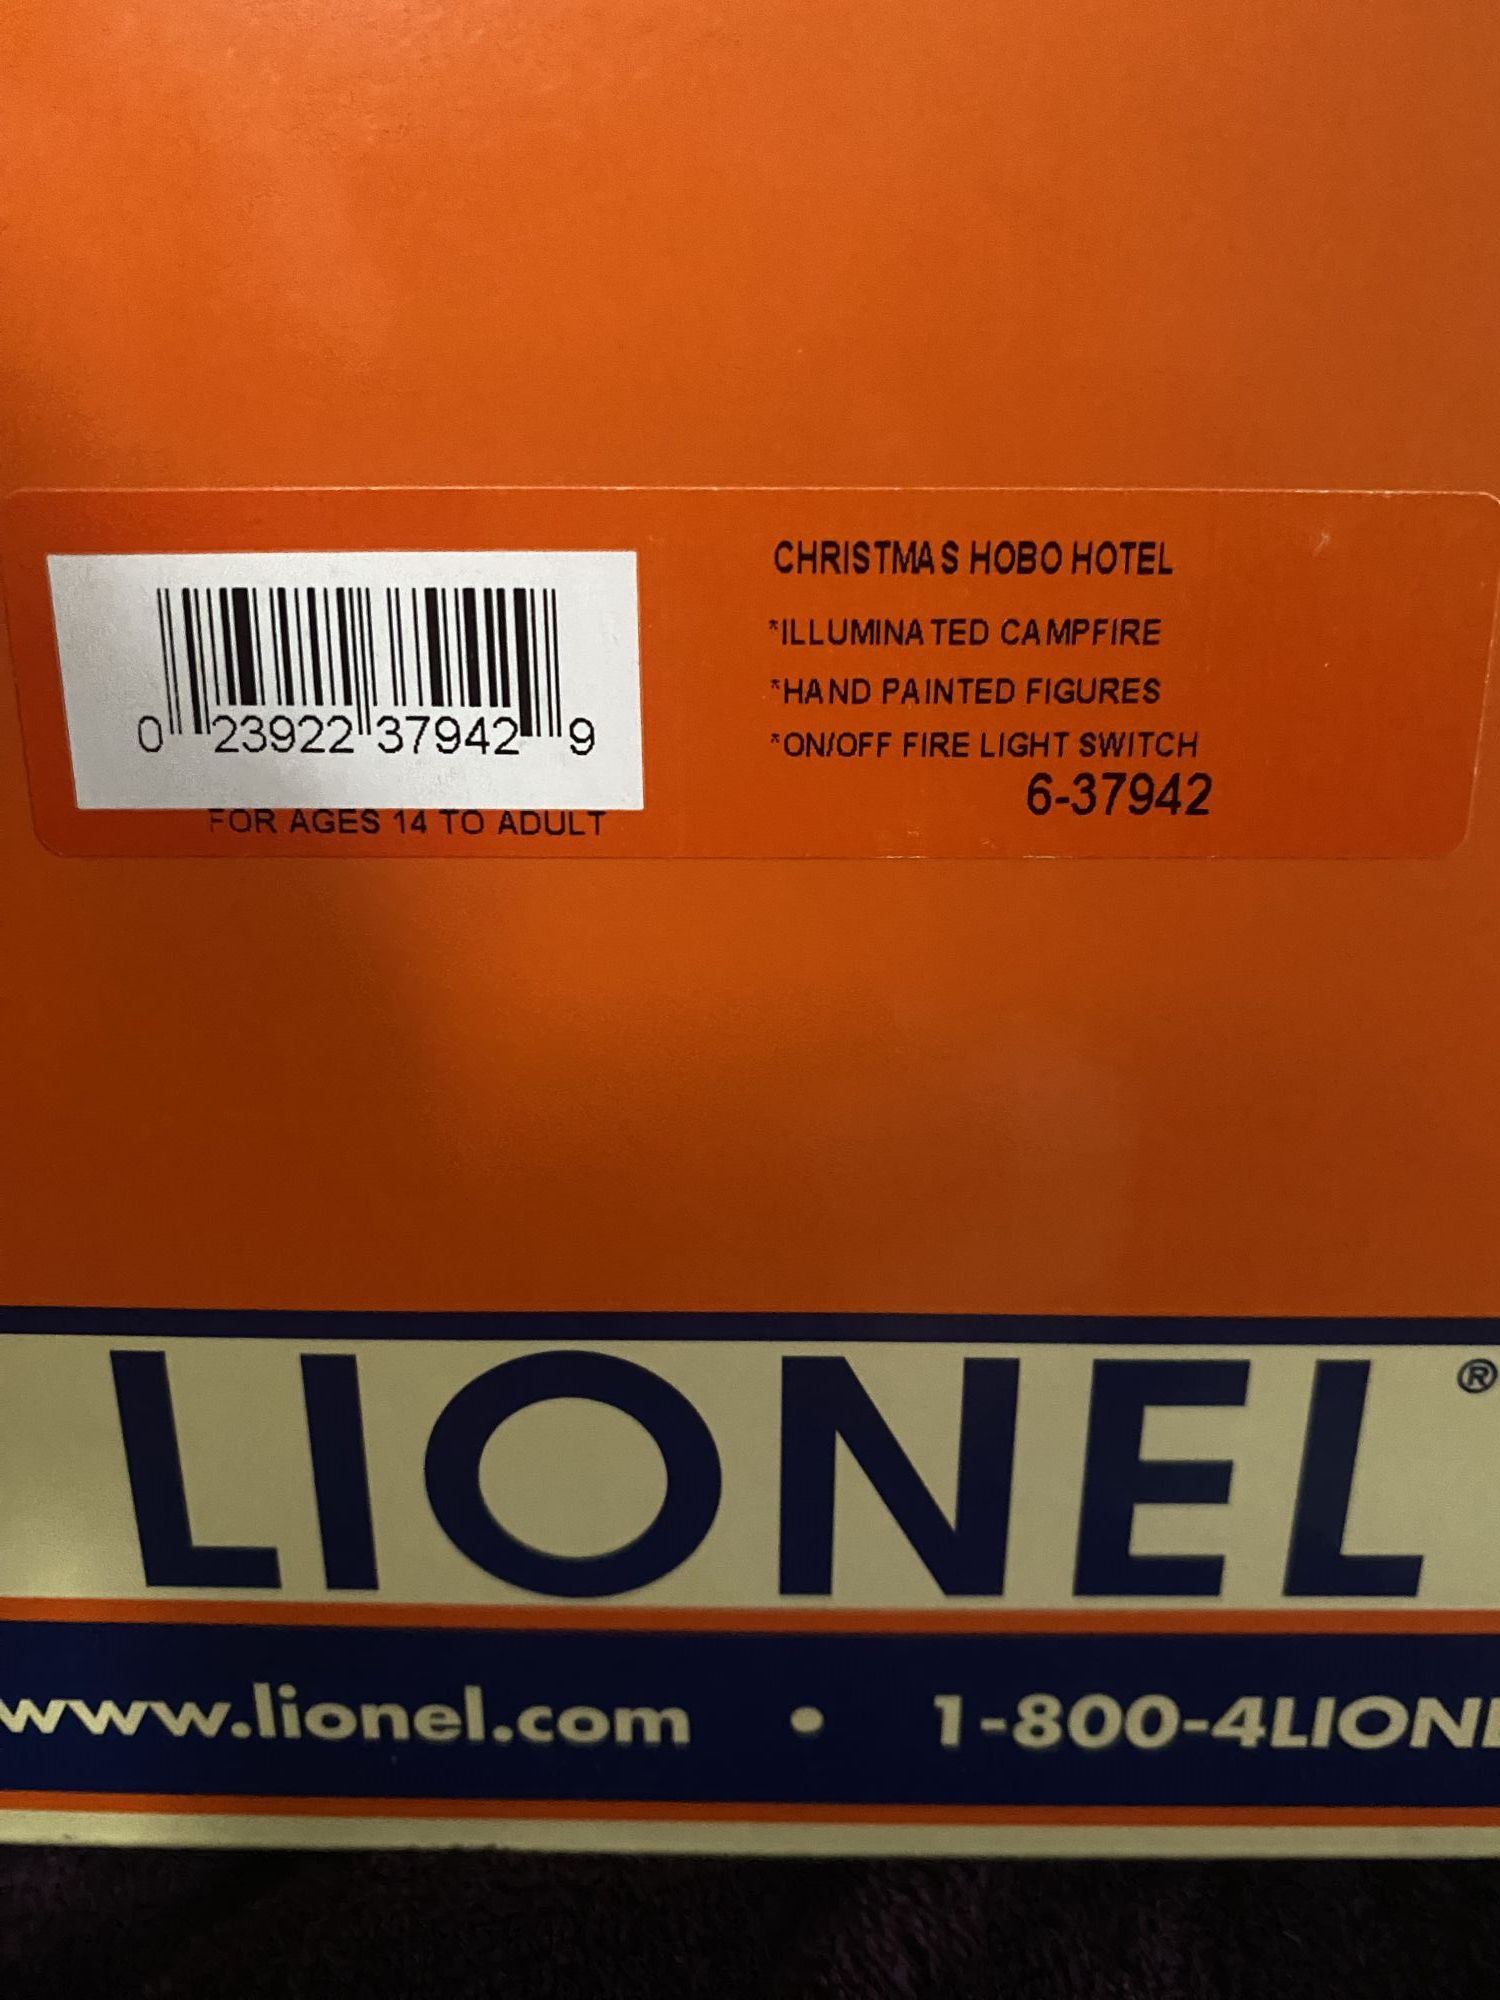 CHRISTMAS HOBO HOTEL
*ILLUMINATED CAMPFIRE
*HAND PAINTED FIGURES
*ON/OFF FIRE LIGHT SWITCH
6-37942
0 23922 37942 9
FOR AGES 14 TO ADULT
LIONEL®
www.lionel.com • 1-800-4LIONE